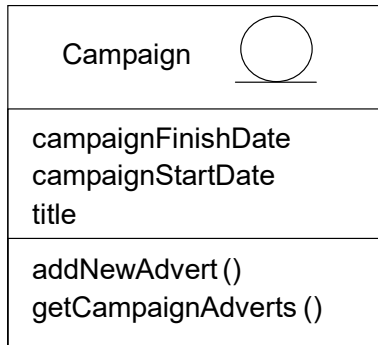 Campaign
campaignFinishDate
campaignStartDate
title
addNewAdvert ()
getCampaignAdverts ()